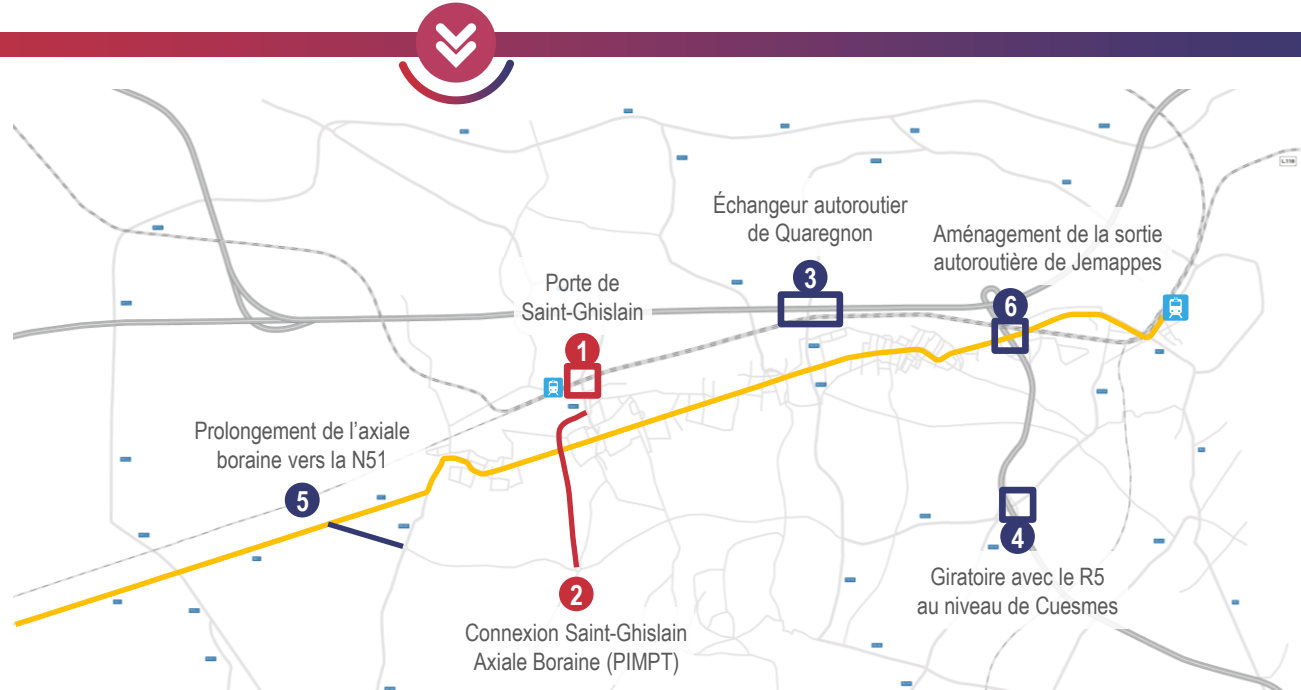 Échangeur autoroutier
de Quaregnon
3
Aménagement de la sortie
autoroutière de Jemappes
6
Porte de
Saint-Ghislain
1
Prolongement de l'axiale
boraine vers la N51
5
2
Connexion Saint-Ghislain
Axiale Boraine (PIMPT)
4
Giratoire avec le R5
au niveau de Cuesmes